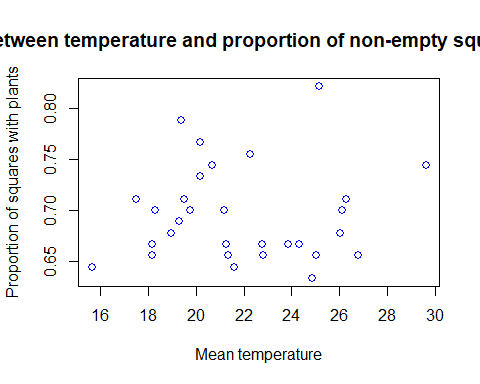 etween temperature and proportion of non-empty squ
Proportion of squares with plants
0.80
0.75
0.70
0.65
16 18 20 22 24 26 28 30
Mean temperature